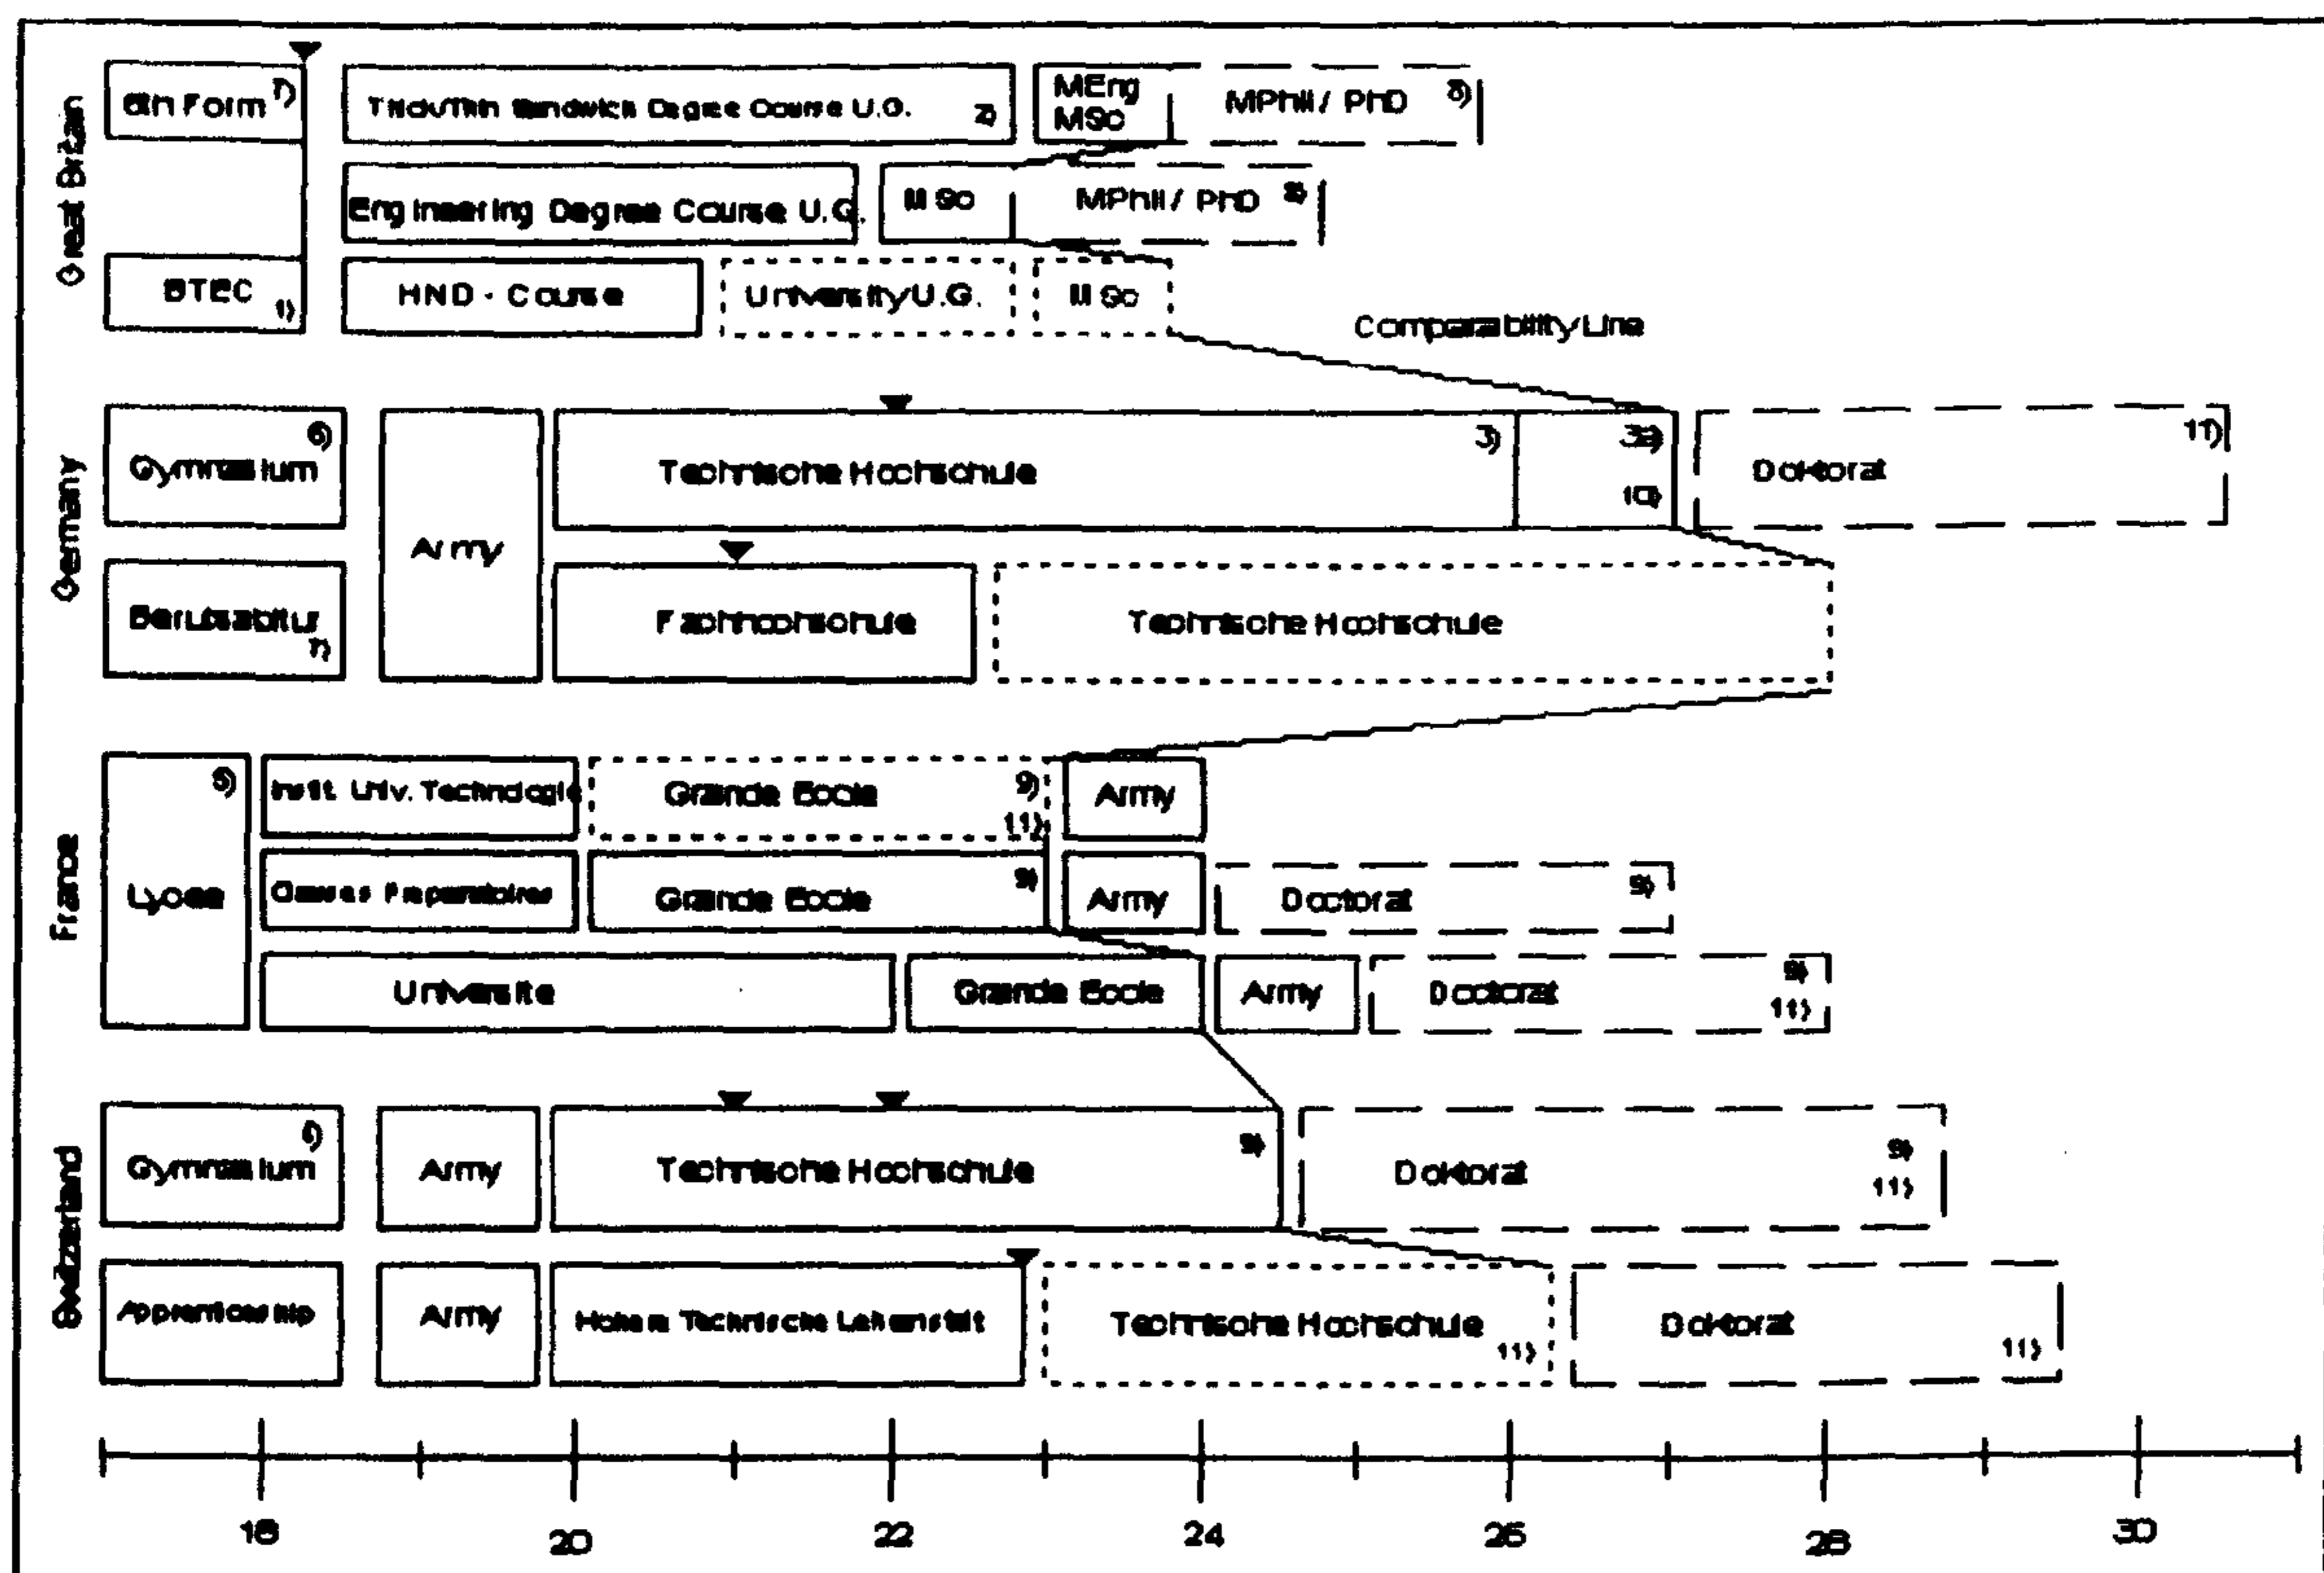 Great Britain
6th Form 7)
Thick/Thin Sandwich Degree Course U.G. 2)
MEng
MSc
MPhil / PhD 8)
Engineering Degree Course U.G.
MSc
MPhil / PhD 8)
BTEC 1)
HND - Course
University U.G.
MSc
Comparability Line
Germany
Gymnasium 6)
Army
Technische Hochschule 3)
10)
Doktorat 11)
Berufsabitur 7)
Fachhochschule
Technische Hochschule
France
Lycee
Instit. Univ. Technologie
Grande Ecole 9)
11)
Army
Classes Preparatoires
Grande Ecole 9)
Army
Doctorat 9)
Universite
Grande Ecole
Army
Doctorat 9)
11)
Switzerland
Gymnasium
Army
Technische Hochschule 9)
Doktorat 9)
11)
Apprenticeship
Army
Hohere Technische Lehranstalt
Technische Hochschule 11)
Doktorat 11)
18
20
22
24
26
28
30